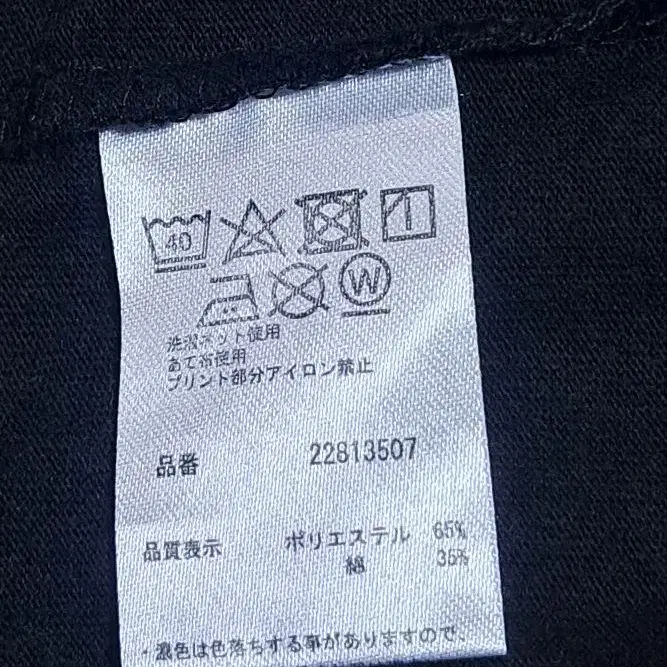 40
W
洗濯ネット使用
あて布使用
プリント部分アイロン禁止
品番 22813507
品質表示 ポリエステル 65%
綿 35%
・濃色は色落ちする事がありますので、